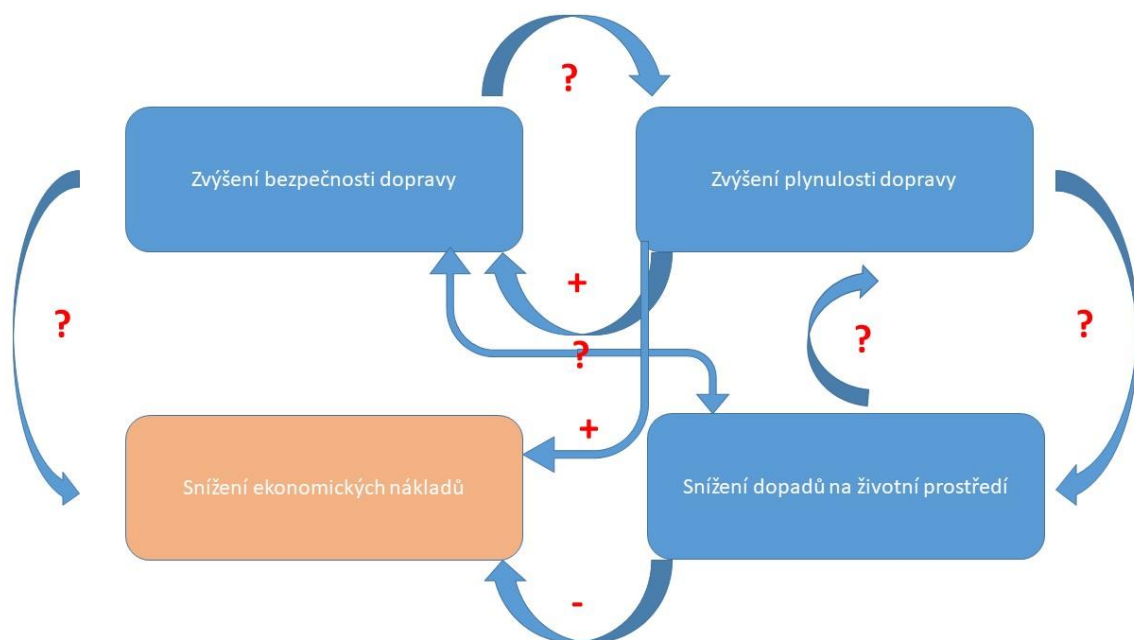 ?
Zvýšení bezpečnosti dopravy
Zvýšení plynulosti dopravy
+
?
?
?
?
+
Snížení ekonomických nákladů
Snížení dopadů na životní prostředí
-